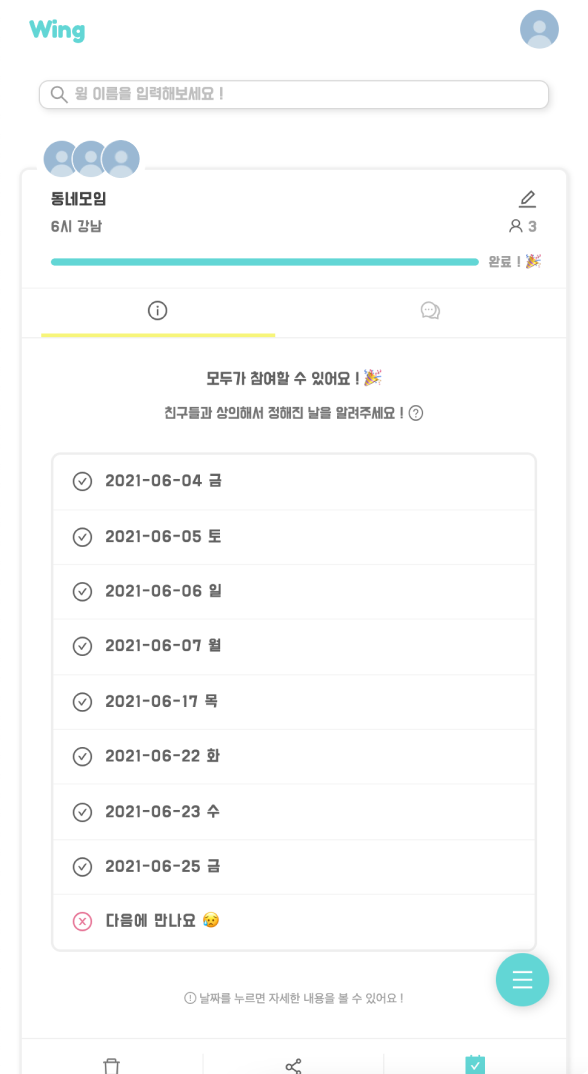 Wing
윙 이름을 입력해보세요 !
동네모임
6시 강남
3
완료 ! 🎉
모두가 참여할 수 있어요 ! 🎉
친구들과 상의해서 정해진 날을 알려주세요 !
2021-06-04 금
2021-06-05 토
2021-06-06 일
2021-06-07 월
2021-06-17 목
2021-06-22 화
2021-06-23 수
2021-06-25 금
다음에 만나요 😥
날짜를 누르면 자세한 내용을 볼 수 있어요 !